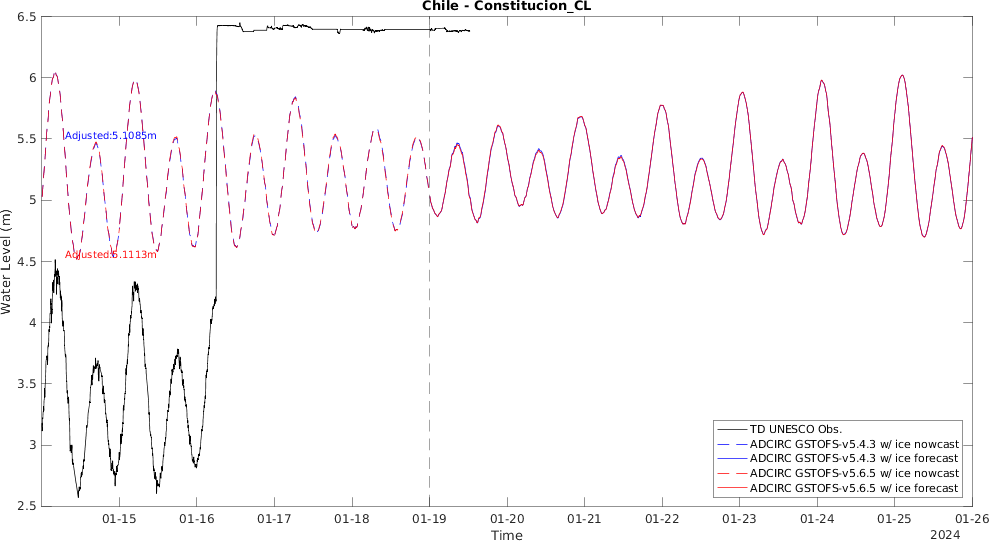 Chile - Constitucion_CL
6.5
6
5.5
5
4.5
4
3.5
3
2.5
Water Level (m)
Adjusted:5.1085m
Adjusted:5.1113m
TD UNESCO Obs.
ADCIRC GSTOFS-v5.4.3 w/ ice nowcast
ADCIRC GSTOFS-v5.4.3 w/ ice forecast
ADCIRC GSTOFS-v5.6.5 w/ ice nowcast
ADCIRC GSTOFS-v5.6.5 w/ ice forecast
01-15 01-16 01-17 01-18 01-19 01-20 01-21 01-22 01-23 01-24 01-25 01-26
Time
2024